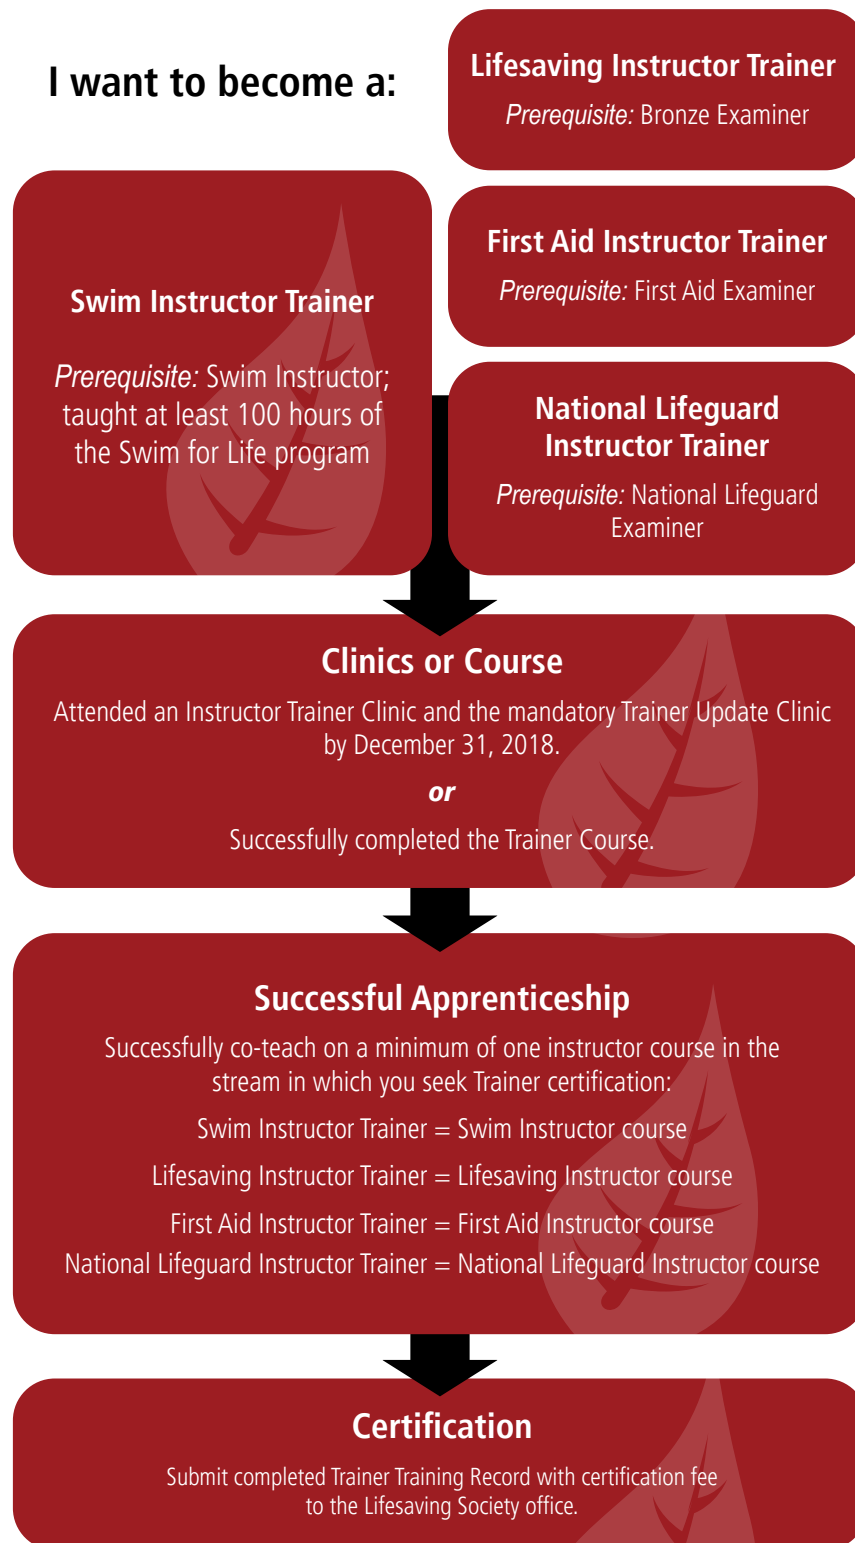 I want to become a:
Lifesaving Instructor Trainer
Prerequisite: Bronze Examiner
Swim Instructor Trainer
Prerequisite: Swim Instructor;
taught at least 100 hours of
the Swim for Life program
First Aid Instructor Trainer
Prerequisite: First Aid Examiner
National Lifeguard
Instructor Trainer
Prerequisite: National Lifeguard
Examiner
Clinics or Course
Attended an Instructor Trainer Clinic and the mandatory Trainer Update Clinic
by December 31, 2018.
or
Successfully completed the Trainer Course.
Successful Apprenticeship
Successfully co-teach on a minimum of one instructor course in the
stream in which you seek Trainer certification:
Swim Instructor Trainer = Swim Instructor course
Lifesaving Instructor Trainer = Lifesaving Instructor course
First Aid Instructor Trainer = First Aid Instructor course
National Lifeguard Instructor Trainer = National Lifeguard Instructor course
Certification
Submit completed Trainer Training Record with certification fee
to the Lifesaving Society office.